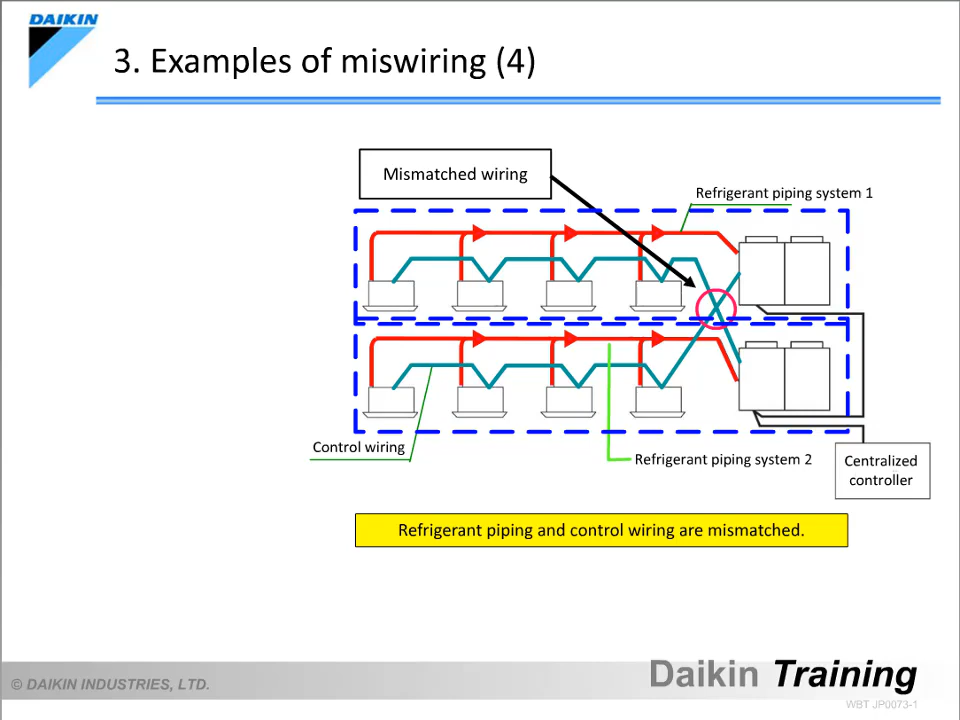 DAIKIN
3. Examples of miswiring (4)
Mismatched wiring
Refrigerant piping system 1
Control wiring
Refrigerant piping system 2
Centralized
controller
Refrigerant piping and control wiring are mismatched.
© DAIKIN INDUSTRIES, LTD.
Daikin Training
WBT JP0073-1